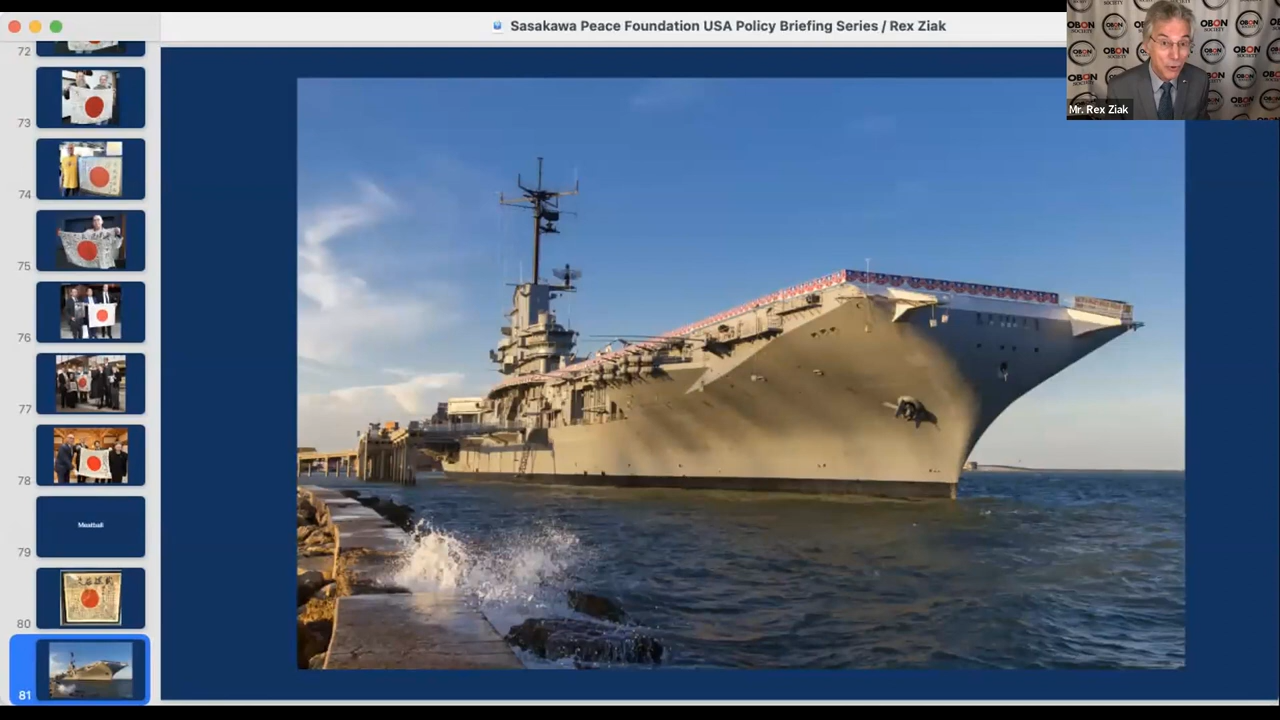 Sasakawa Peace Foundation USA Policy Briefing Series / Rex Ziak
72
73
74
75
76
77
78
Meatball
79
80
81
OBON
SOCIETY
Mr. Rex Ziak